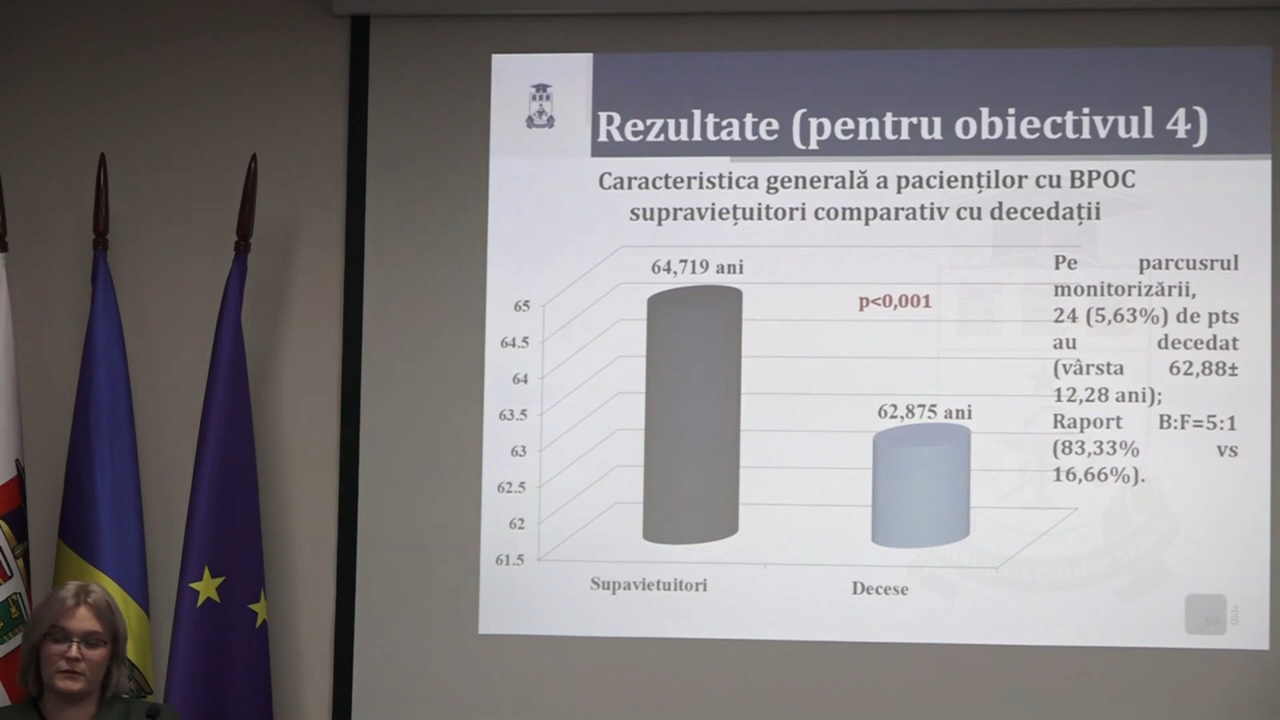 Rezultate (pentru obiectivul 4)
Caracteristica generală a pacienților cu BPOC
supraviețuitori comparativ cu decedații
64,719 ani
p<0,001
62,875 ani
65
64.5
64
63.5
63
62.5
62
61.5
Supavietuitori
Decese
Pe parcusrul
monitorizării,
24 (5,63%) de pts
au decedat
(vârsta 62,88±
12,28 ani);
Raport B:F=5:1
(83,33% vs
16,66%).
50
Slide